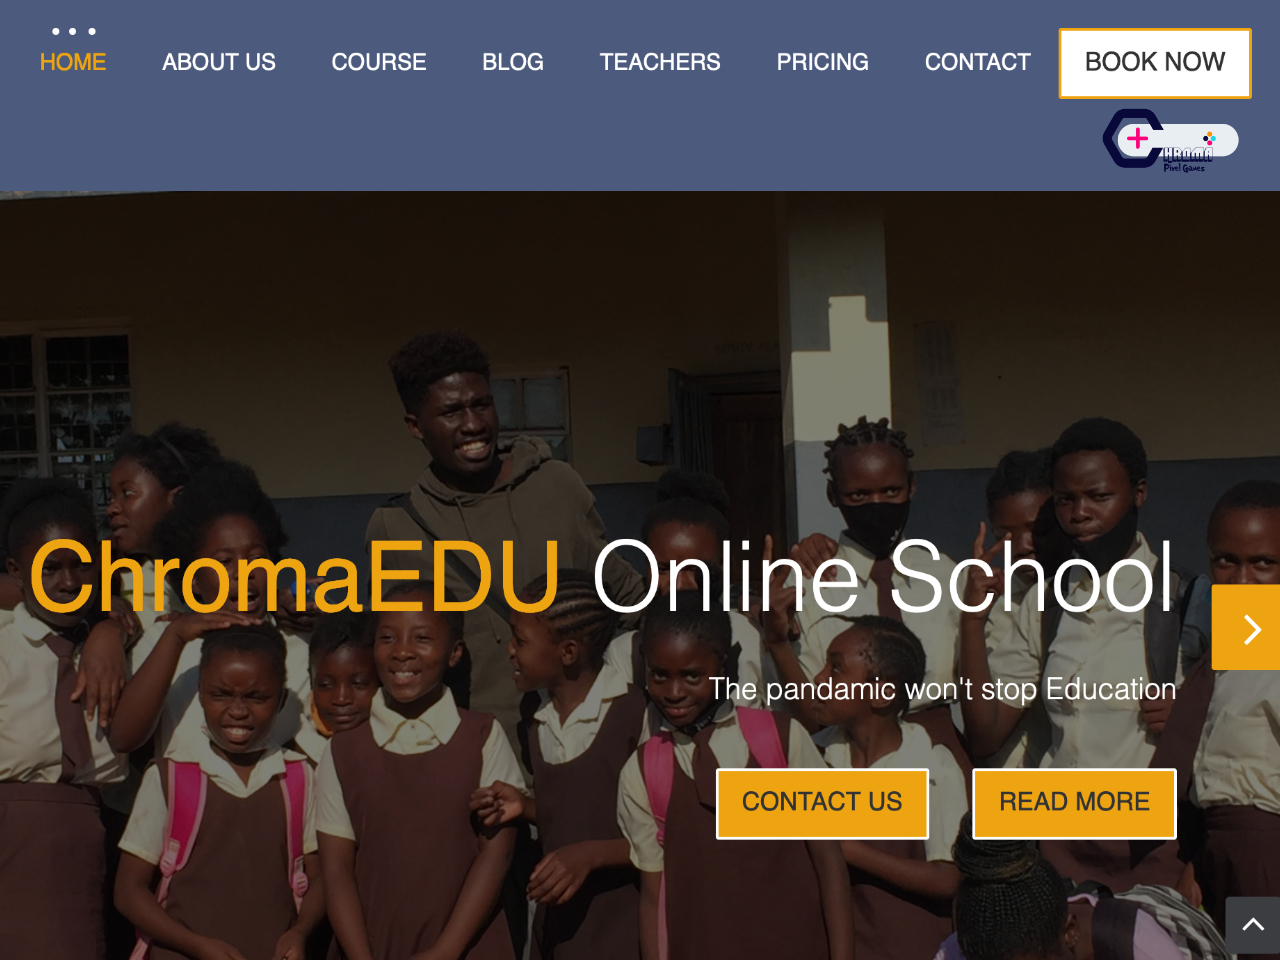 HOME ABOUT US COURSE BLOG TEACHERS PRICING CONTACT BOOK NOW
CHROMA
Pixel Games
ChromaEDU Online School
The pandamic won't stop Education
CONTACT US READ MORE